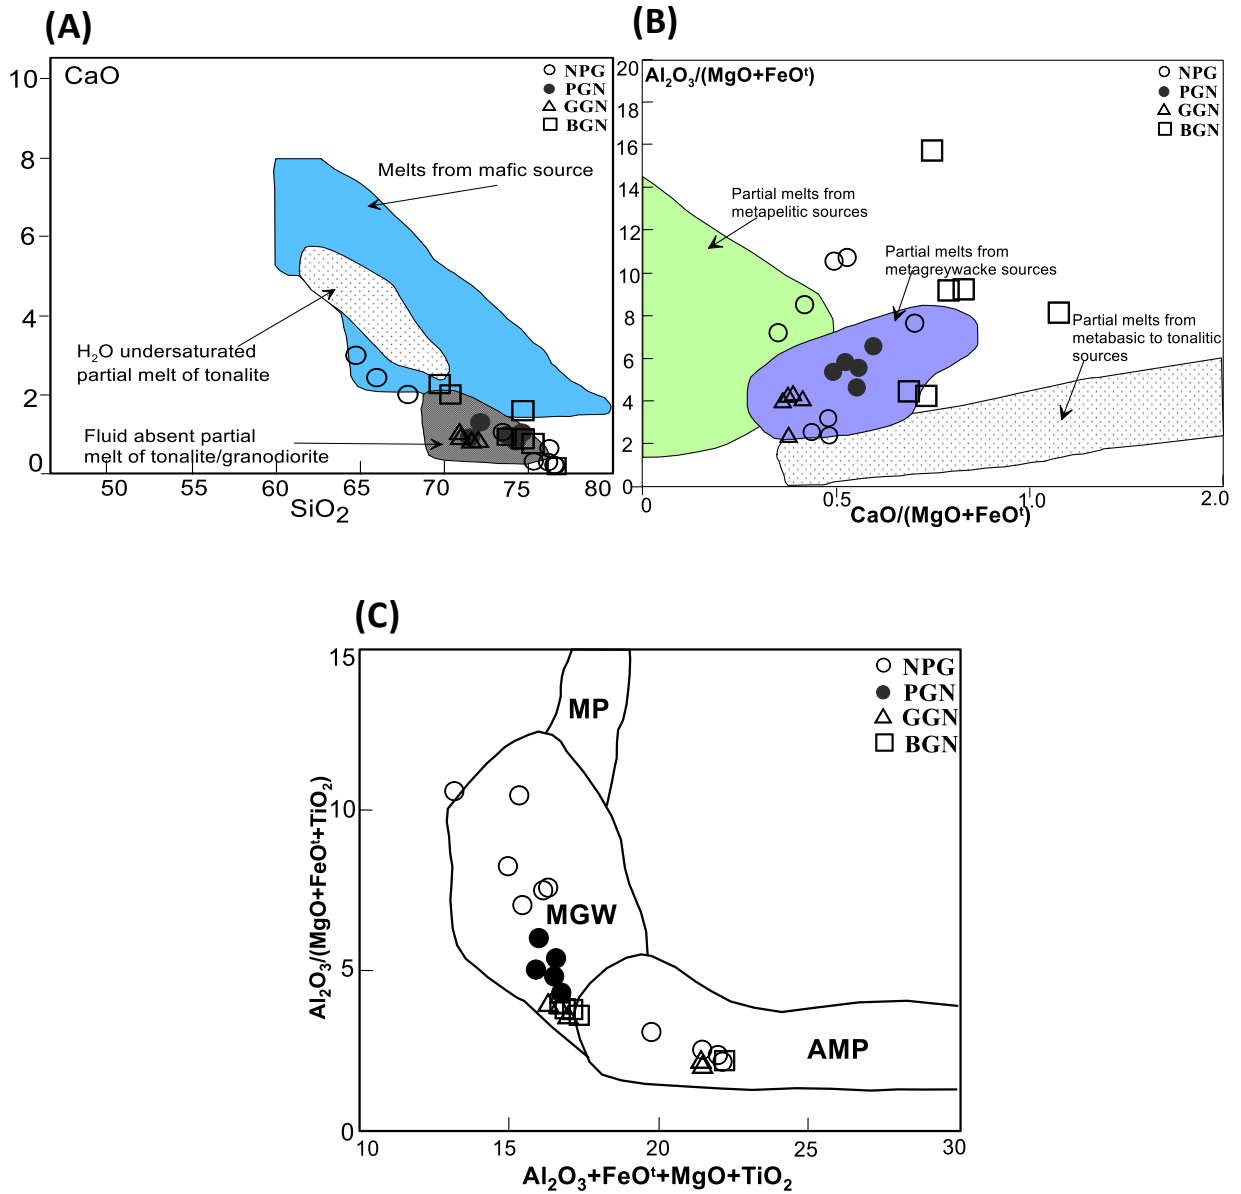 (A)
CaO
10
8
6
4
2
0
NPG
PGN
GGN
BGN
Melts from mafic source
H₂O undersaturated
partial melt of tonalite
Fluid absent partial
melt of tonalite/granodiorite
50 55 60 65 70 75 80
SiO₂
(B)
Al₂O₃/(MgO+FeOᵗ)
20
18
16
14
12
10
8
6
4
2
0
NPG
PGN
GGN
BGN
Partial melts from
metapelitic sources
Partial melts from
metagreywacke sources
Partial melts from
metabasic to tonalitic
sources
0 0.5 1.0 2.0
CaO/(MgO+FeOᵗ)
(C)
15
10
5
0
Al₂O₃/(MgO+FeOᵗ+TiO₂)
NPG
PGN
GGN
BGN
MP
MGW
AMP
10 15 20 25 30
Al₂O₃+FeOᵗ+MgO+TiO₂